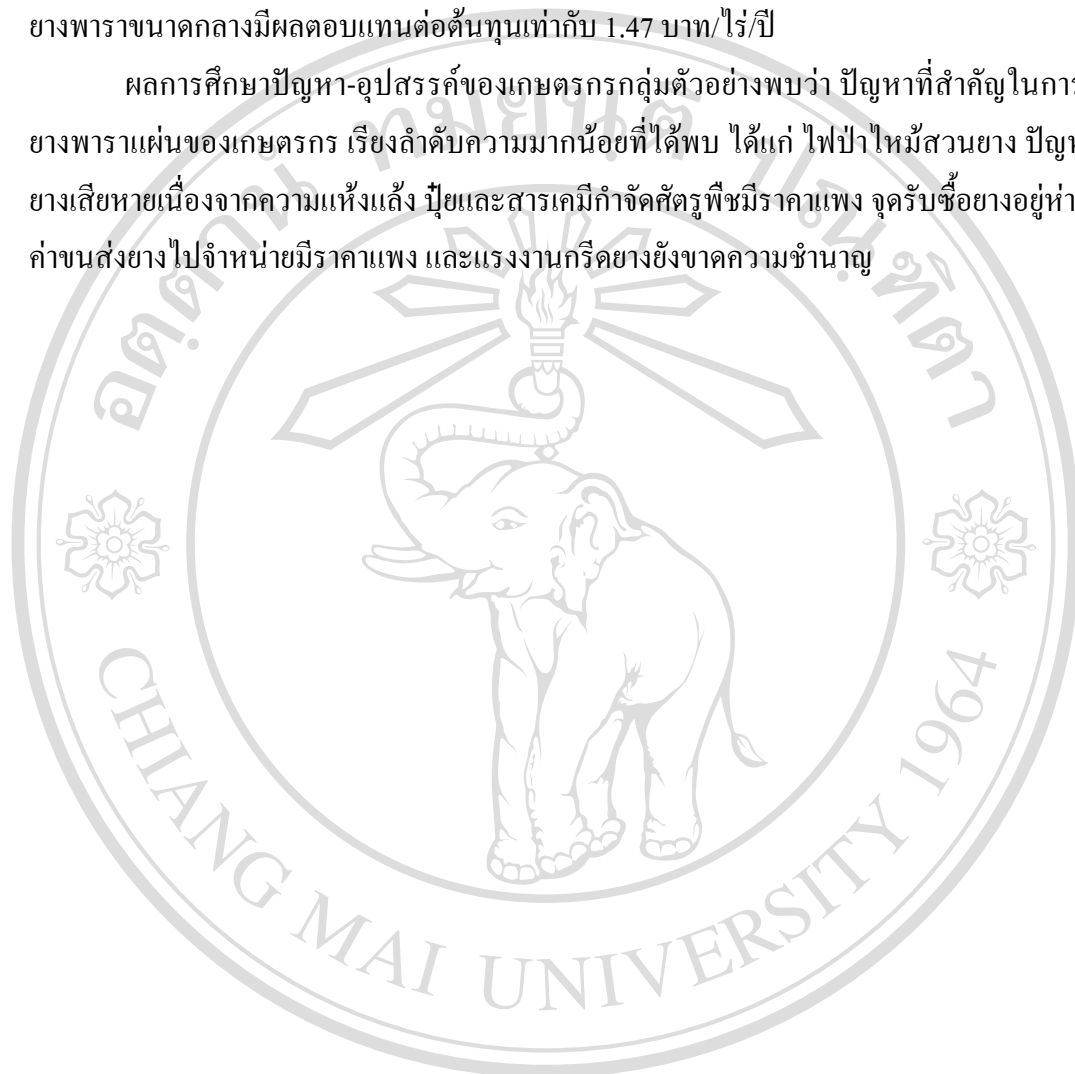 ยางพาราขนาดกลางมีผลตอบแทนต่อต้นทุนเท่ากับ 1.47 บาท/ไร่/ปี
ผลการศึกษาปัญหา-อุปสรรค์ของเกษตรกรกลุ่มตัวอย่างพบว่า ปัญหาที่สำคัญในการ
ยางพาราแผ่นของเกษตรกร เรียงลำดับความมากน้อยที่ได้พบ ได้แก่ ไฟป่าไหม้สวนยาง ปัญห
ยางเสียหายเนื่องจากความแห้งแล้ง ปุ๋ยและสารเคมีกำจัดศัตรูพืชมีราคาแพง จุดรับซื้อยางอยู่ห่า
ค่าขนส่งยางไปจำหน่ายมีราคาแพง และแรงงานกรีดยางยังขาดความชำนาญ
อตฺตานํ ทมยนฺติ ปณฺฑิตา
CHIANG MAI UNIVERSITY 1964